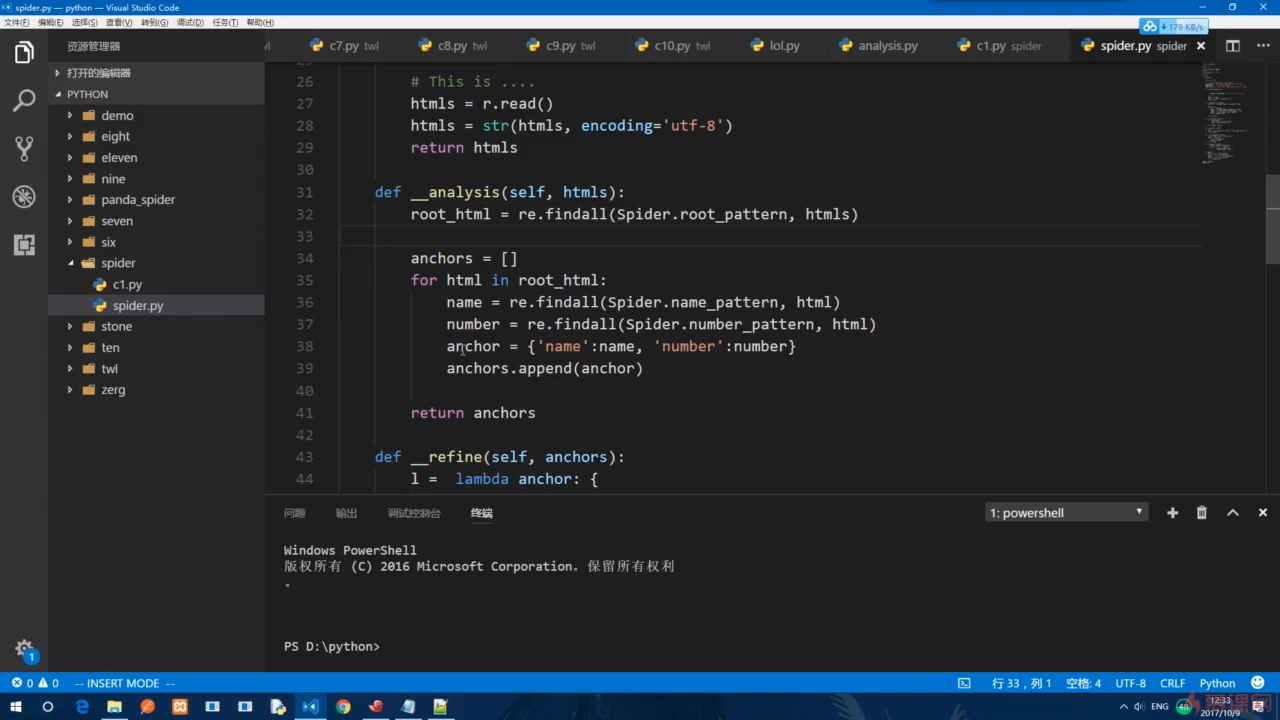 spider.py — python — Visual Studio Code
文件(F) 编辑(E) 选择(S) 查看(V) 转到(G) 调试(D) 任务(T) 帮助(H)
179 KB/s
资源管理器
c7.py twl
c8.py twl
c9.py twl
c10.py twl
lol.py
analysis.py
c1.py spider
spider.py spider
打开的编辑器
PYTHON
demo
eight
eleven
nine
panda_spider
seven
six
spider
c1.py
spider.py
stone
ten
twl
zerg
26 # This is ....
27 htmls = r.read()
28 htmls = str(htmls, encoding='utf-8')
29 return htmls
30
31 def __analysis(self, htmls):
32 root_html = re.findall(Spider.root_pattern, htmls)
33
34 anchors = []
35 for html in root_html:
36 name = re.findall(Spider.name_pattern, html)
37 number = re.findall(Spider.number_pattern, html)
38 anchor = {'name':name, 'number':number}
39 anchors.append(anchor)
40
41 return anchors
42
43 def __refine(self, anchors):
44 l =  lambda anchor: {
问题 输出 调试控制台 终端
1: powershell
Windows PowerShell
版权所有 (C) 2016 Microsoft Corporation。保留所有权利
。
PS D:\python>
1
0 0 -- INSERT MODE --
行 33，列 1 空格: 4 UTF-8 CRLF Python
ENG
48
12:33
2017/10/9
慕课网